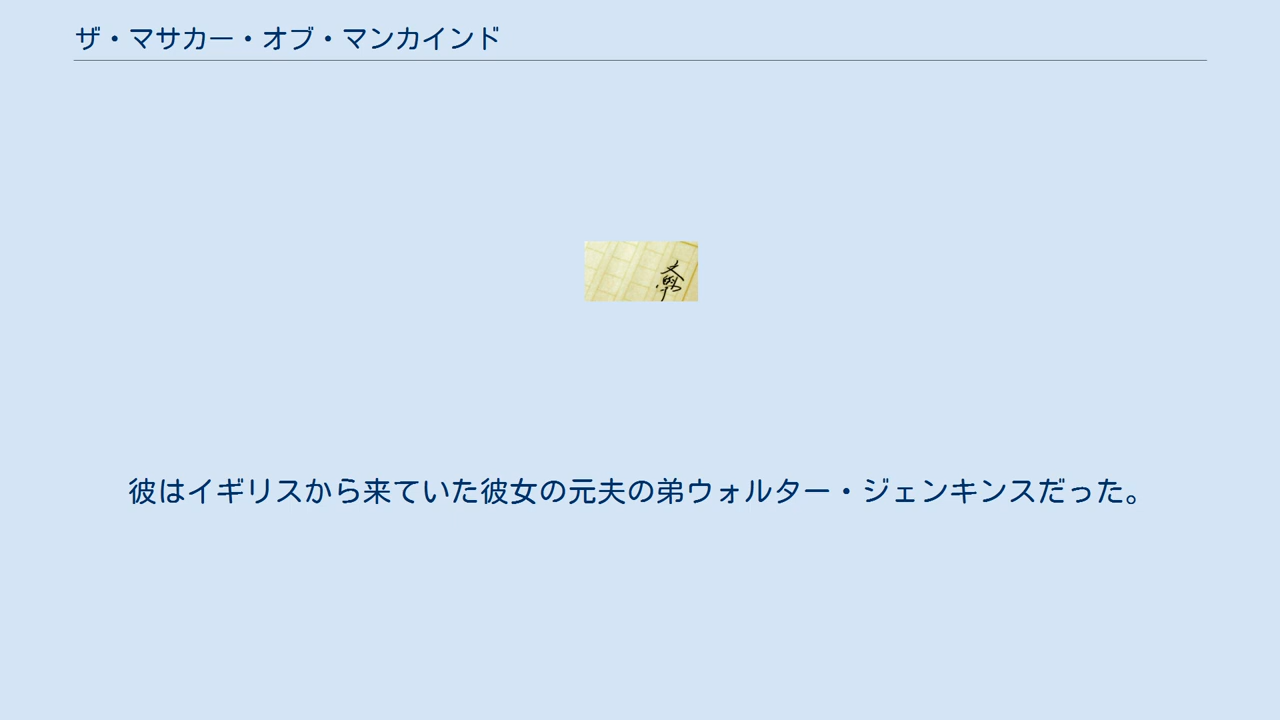 ザ・マサカー・オブ・マンカインド
彼はイギリスから来ていた彼女の元夫の弟ウォルター・ジェンキンスだった。